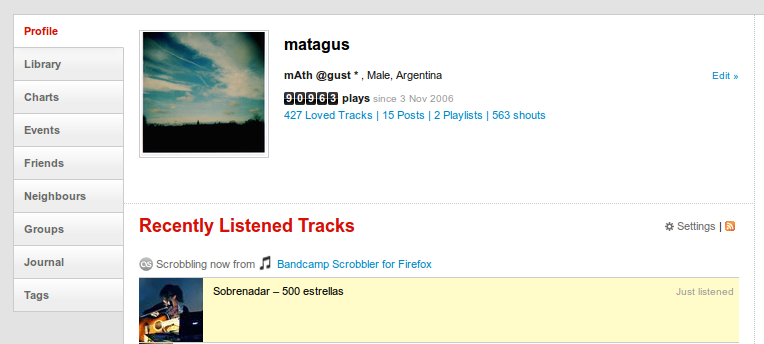 Profile
Library
Charts
Events
Friends
Neighbours
Groups
Journal
Tags
matagus
mAth @gust * , Male, Argentina
Edit »
90963 plays since 3 Nov 2006
427 Loved Tracks | 15 Posts | 2 Playlists | 563 shouts
Recently Listened Tracks
Settings |
os Scrobbling now from Bandcamp Scrobbler for Firefox
Sobrenadar – 500 estrellas
Just listened